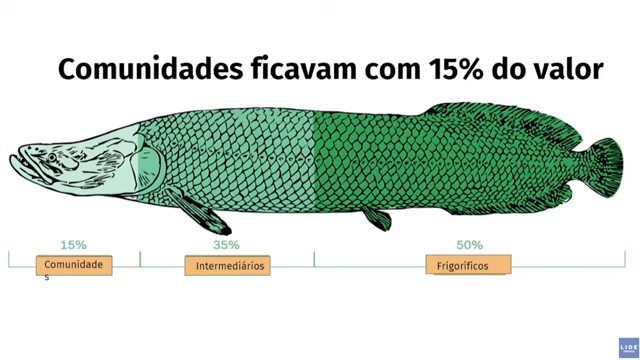 Comunidades ficavam com 15% do valor
15%
35%
50%
Comunidade
s
Intermediários
Frigoríficos
LIDE